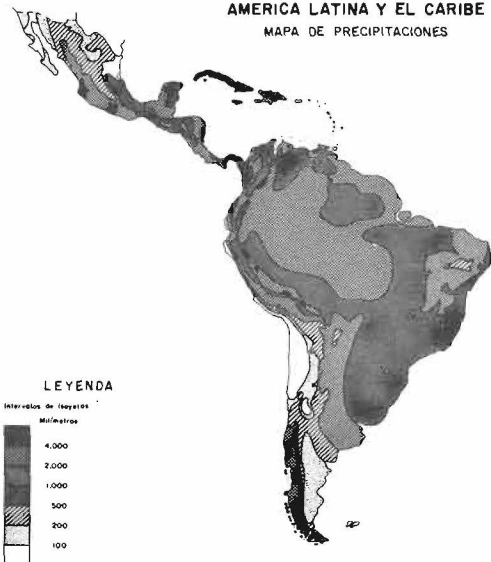 AMERICA LATINA Y EL CARIBE
MAPA DE PRECIPITACIONES
LEYENDA
Intervalos de isoyetas
Milímetros
4.000
2.000
1.000
500
200
100